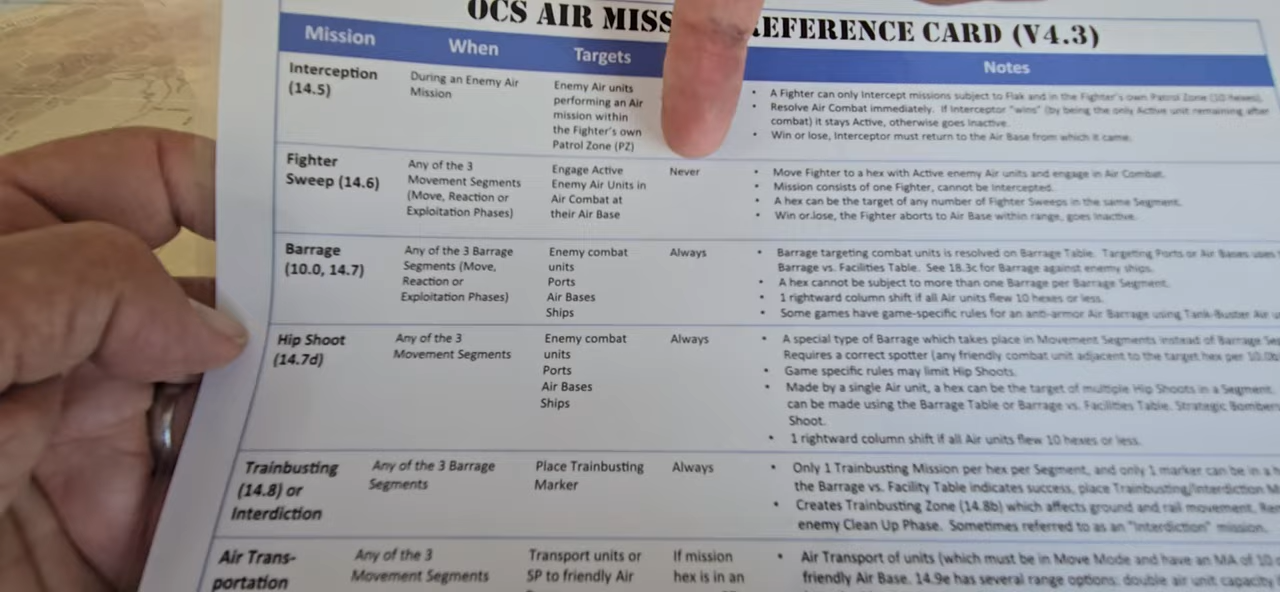 OCS AIR MISS EFERENCE CARD (V4.3)
Mission When Targets Notes
Interception
(14.5)
During an Enemy Air
Mission
Enemy Air units
performing an Air
mission within
the Fighter's own
Patrol Zone (PZ)
• A Fighter can only Intercept missions subject to Flak and in the Fighter's own Patrol Zone (10 hexes).
• Resolve Air Combat immediately. If Interceptor "wins" (by being the only Active unit remaining after
combat) it stays Active, otherwise goes Inactive.
• Win or lose, Interceptor must return to the Air Base from which it came.
Fighter
Sweep (14.6)
Any of the 3
Movement Segments
(Move, Reaction or
Exploitation Phases)
Engage Active
Enemy Air Units in
Air Combat at
their Air Base
Never
• Move Fighter to a hex with Active enemy Air units and engage in Air Combat.
• Mission consists of one Fighter, cannot be Intercepted.
• A hex can be the target of any number of Fighter Sweeps in the same Segment.
• Win or lose, the Fighter aborts to Air Base within range, goes Inactive.
Barrage
(10.0, 14.7)
Any of the 3 Barrage
Segments (Move,
Reaction or
Exploitation Phases)
Enemy combat
units
Ports
Air Bases
Ships
Always
• Barrage targeting combat units is resolved on Barrage Table. Targeting Ports or Air Bases uses
Barrage vs. Facilities Table. See 18.3c for Barrage against enemy ships.
• A hex cannot be subject to more than one Barrage per Barrage Segment.
• 1 rightward column shift if all Air units flew 10 hexes or less.
• Some games have game-specific rules for an anti-armor Air Barrage using Tank-Buster Air
Hip Shoot
(14.7d)
Any of the 3
Movement Segments
Enemy combat
units
Ports
Air Bases
Ships
Always
• A special type of Barrage which takes place in Movement Segments instead of Barrage
Requires a correct spotter (any friendly combat unit adjacent to the target hex per
• Game specific rules may limit Hip Shoots.
• Made by a single Air unit, a hex can be the target of multiple Hip Shoots in a Segment.
can be made using the Barrage Table or Barrage vs. Facilities Table. Strategic Bombers
Shoot.
• 1 rightward column shift if all Air units flew 10 hexes or less.
Trainbusting
(14.8) or
Interdiction
Any of the 3 Barrage
Segments
Place Trainbusting
Marker
Always
• Only 1 Trainbusting Mission per hex per Segment, and only 1 marker can be in a
the Barrage vs. Facility Table indicates success, place Trainbusting/Interdiction
• Creates Trainbusting Zone (14.8b) which affects ground and rail movement.
enemy Clean Up Phase. Sometimes referred to as an "interdiction" mission.
Air Trans-
portation
Any of the 3
Movement Segments
Transport units or
SP to friendly Air
If mission
hex is in an
• Air Transport of units (which must be in Move Mode and have an MA of 10
friendly Air Base. 14.9e has several range options: double air unit capacity